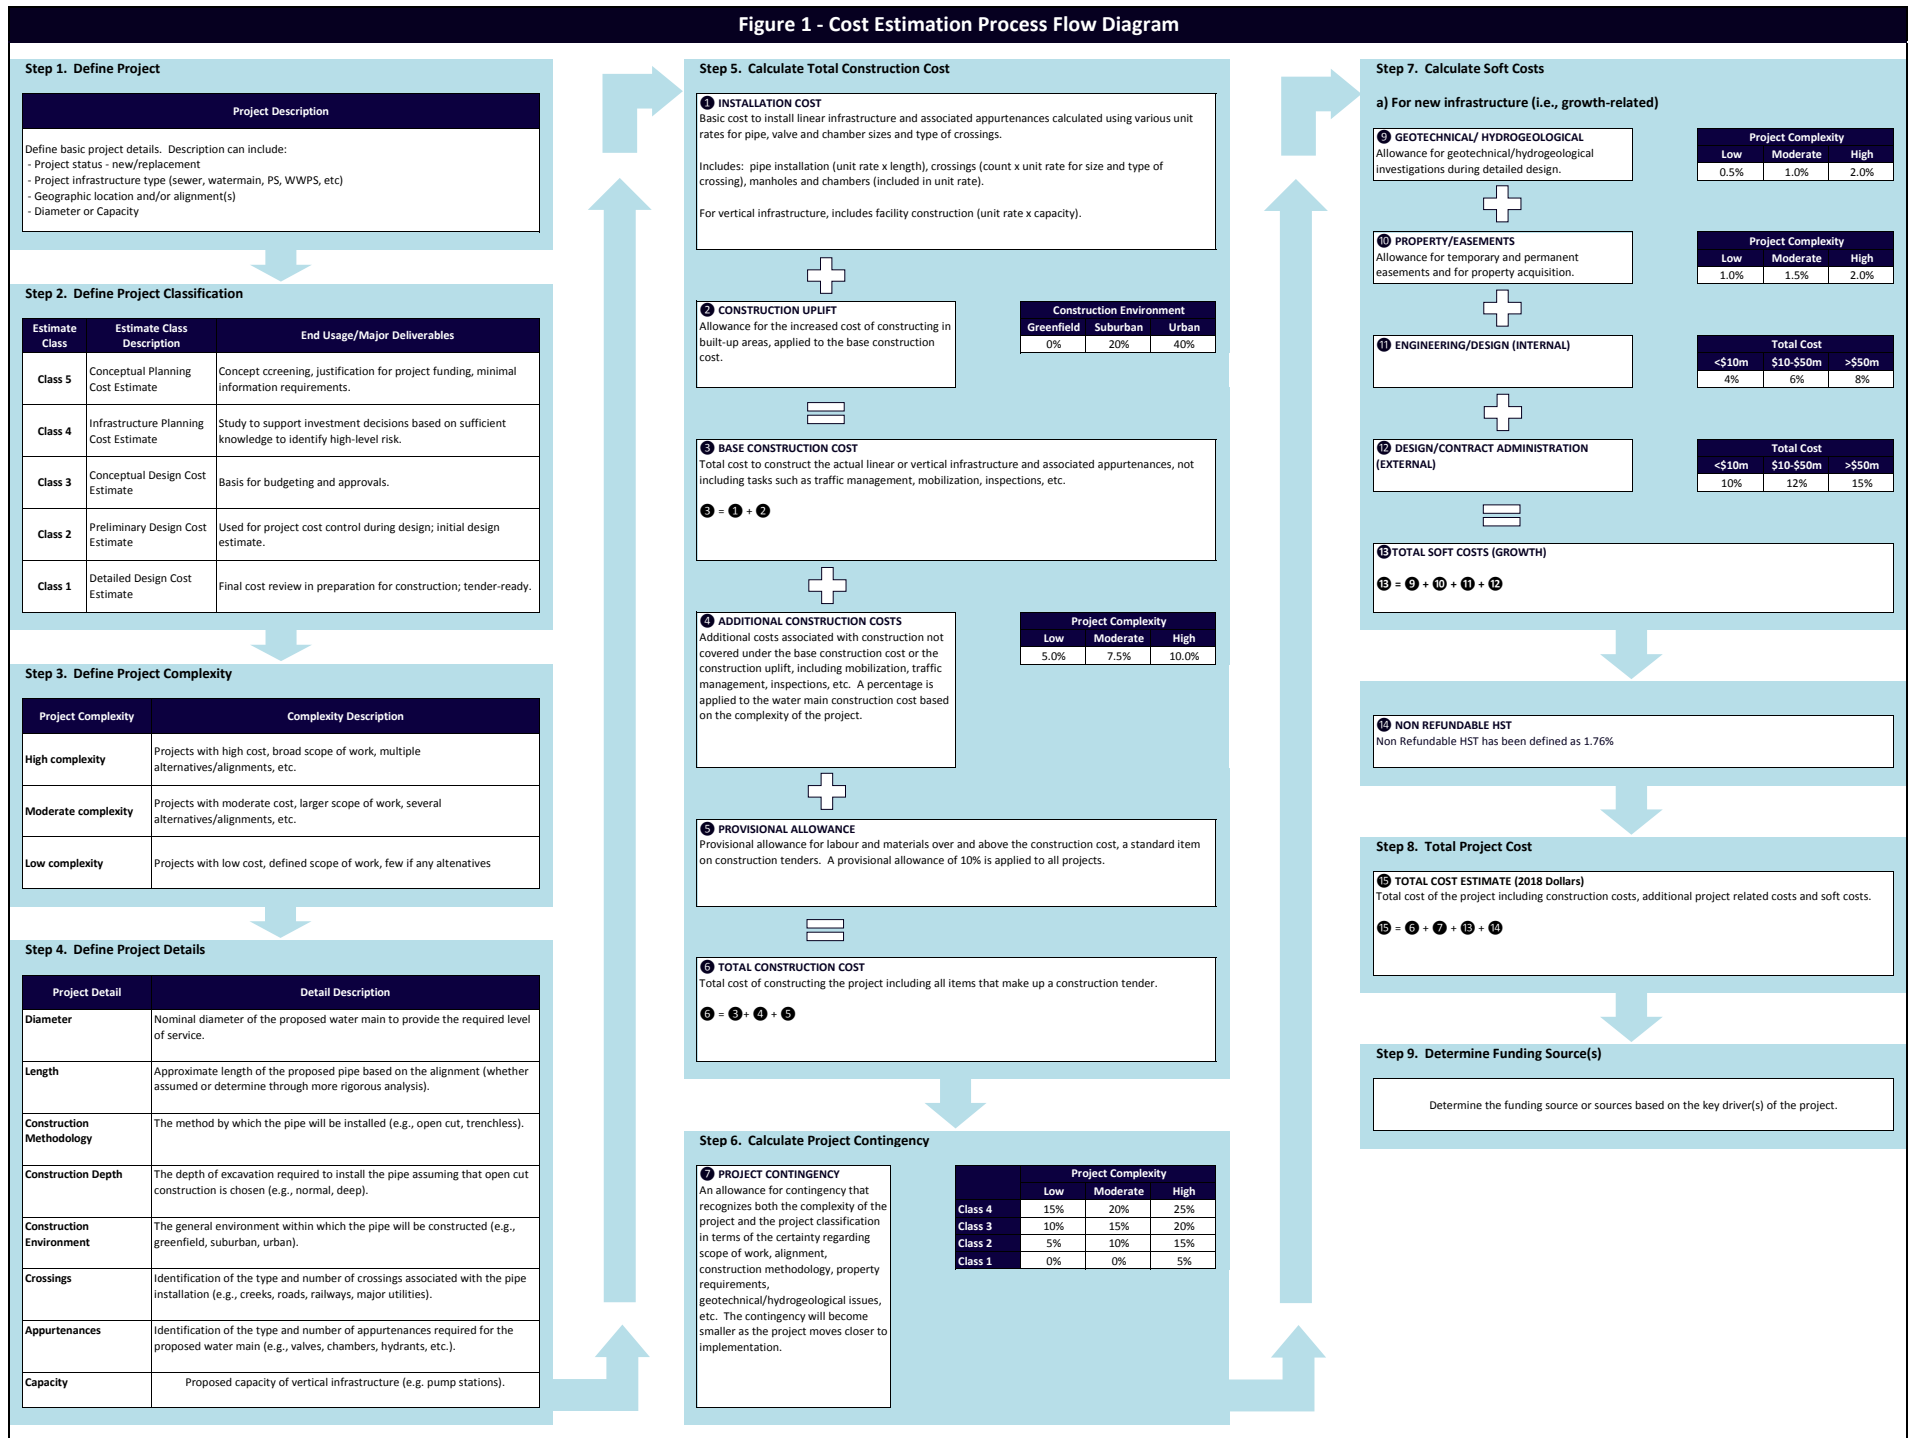 Figure 1 - Cost Estimation Process Flow Diagram
Step 1.  Define Project
Project Description
Define basic project details.  Description can include:
- Project status - new/replacement
- Project infrastructure type (sewer, watermain, PS, WWPS, etc)
- Geographic location and/or alignment(s)
- Diameter or Capacity
Step 2.  Define Project Classification
Estimate Class | Estimate Class Description | End Usage/Major Deliverables
Class 5 | Conceptual Planning Cost Estimate | Concept ccreening, justification for project funding, minimal information requirements.
Class 4 | Infrastructure Planning Cost Estimate | Study to support investment decisions based on sufficient knowledge to identify high-level risk.
Class 3 | Conceptual Design Cost Estimate | Basis for budgeting and approvals.
Class 2 | Preliminary Design Cost Estimate | Used for project cost control during design; initial design estimate.
Class 1 | Detailed Design Cost Estimate | Final cost review in preparation for construction; tender-ready.
Step 3.  Define Project Complexity
Project Complexity | Complexity Description
High complexity | Projects with high cost, broad scope of work, multiple alternatives/alignments, etc.
Moderate complexity | Projects with moderate cost, larger scope of work, several alternatives/alignments, etc.
Low complexity | Projects with low cost, defined scope of work, few if any altenatives
Step 4.  Define Project Details
Project Detail | Detail Description
Diameter | Nominal diameter of the proposed water main to provide the required level of service.
Length | Approximate length of the proposed pipe based on the alignment (whether assumed or determine through more rigorous analysis).
Construction Methodology | The method by which the pipe will be installed (e.g., open cut, trenchless).
Construction Depth | The depth of excavation required to install the pipe assuming that open cut construction is chosen (e.g., normal, deep).
Construction Environment | The general environment within which the pipe will be constructed (e.g., greenfield, suburban, urban).
Crossings | Identification of the type and number of crossings associated with the pipe installation (e.g., creeks, roads, railways, major utilities).
Appurtenances | Identification of the type and number of appurtenances required for the proposed water main (e.g., valves, chambers, hydrants, etc.).
Capacity | Proposed capacity of vertical infrastructure (e.g. pump stations).
Step 5.  Calculate Total Construction Cost
❶ INSTALLATION COST
Basic cost to install linear infrastructure and associated appurtenances calculated using various unit
rates for pipe, valve and chamber sizes and type of crossings.
Includes:  pipe installation (unit rate x length), crossings (count x unit rate for size and type of
crossing), manholes and chambers (included in unit rate).
For vertical infrastructure, includes facility construction (unit rate x capacity).
❷ CONSTRUCTION UPLIFT
Allowance for the increased cost of constructing in
built-up areas, applied to the base construction
cost.
Construction Environment
Greenfield | Suburban | Urban
0% | 20% | 40%
❸ BASE CONSTRUCTION COST
Total cost to construct the actual linear or vertical infrastructure and associated appurtenances, not
including tasks such as traffic management, mobilization, inspections, etc.
❸ = ❶ + ❷
❹ ADDITIONAL CONSTRUCTION COSTS
Additional costs associated with construction not
covered under the base construction cost or the
construction uplift, including mobilization, traffic
management, inspections, etc.  A percentage is
applied to the water main construction cost based
on the complexity of the project.
Project Complexity
Low | Moderate | High
5.0% | 7.5% | 10.0%
❺ PROVISIONAL ALLOWANCE
Provisional allowance for labour and materials over and above the construction cost, a standard item
on construction tenders.  A provisional allowance of 10% is applied to all projects.
❻ TOTAL CONSTRUCTION COST
Total cost of constructing the project including all items that make up a construction tender.
❻ = ❸+ ❹ + ❺
Step 6.  Calculate Project Contingency
❼ PROJECT CONTINGENCY
An allowance for contingency that
recognizes both the complexity of the
project and the project classification
in terms of the certainty regarding
scope of work, alignment,
construction methodology, property
requirements,
geotechnical/hydrogeological issues,
etc.  The contingency will become
smaller as the project moves closer to
implementation.
Project Complexity
Low | Moderate | High
Class 4 | 15% | 20% | 25%
Class 3 | 10% | 15% | 20%
Class 2 | 5% | 10% | 15%
Class 1 | 0% | 0% | 5%
Step 7.  Calculate Soft Costs
a) For new infrastructure (i.e., growth-related)
❾ GEOTECHNICAL/ HYDROGEOLOGICAL
Allowance for geotechnical/hydrogeological
investigations during detailed design.
Project Complexity
Low | Moderate | High
0.5% | 1.0% | 2.0%
❿ PROPERTY/EASEMENTS
Allowance for temporary and permanent
easements and for property acquisition.
Project Complexity
Low | Moderate | High
1.0% | 1.5% | 2.0%
⓫ ENGINEERING/DESIGN (INTERNAL)
Total Cost
<$10m | $10-$50m | >$50m
4% | 6% | 8%
⓬ DESIGN/CONTRACT ADMINISTRATION
(EXTERNAL)
Total Cost
<$10m | $10-$50m | >$50m
10% | 12% | 15%
⓭TOTAL SOFT COSTS (GROWTH)
⓭ = ❾ + ❿ + ⓫ + ⓬
⓮ NON REFUNDABLE HST
Non Refundable HST has been defined as 1.76%
Step 8.  Total Project Cost
⓯ TOTAL COST ESTIMATE (2018 Dollars)
Total cost of the project including construction costs, additional project related costs and soft costs.
⓯ = ❻ + ❼ + ⓭ + ⓮
Step 9.  Determine Funding Source(s)
Determine the funding source or sources based on the key driver(s) of the project.